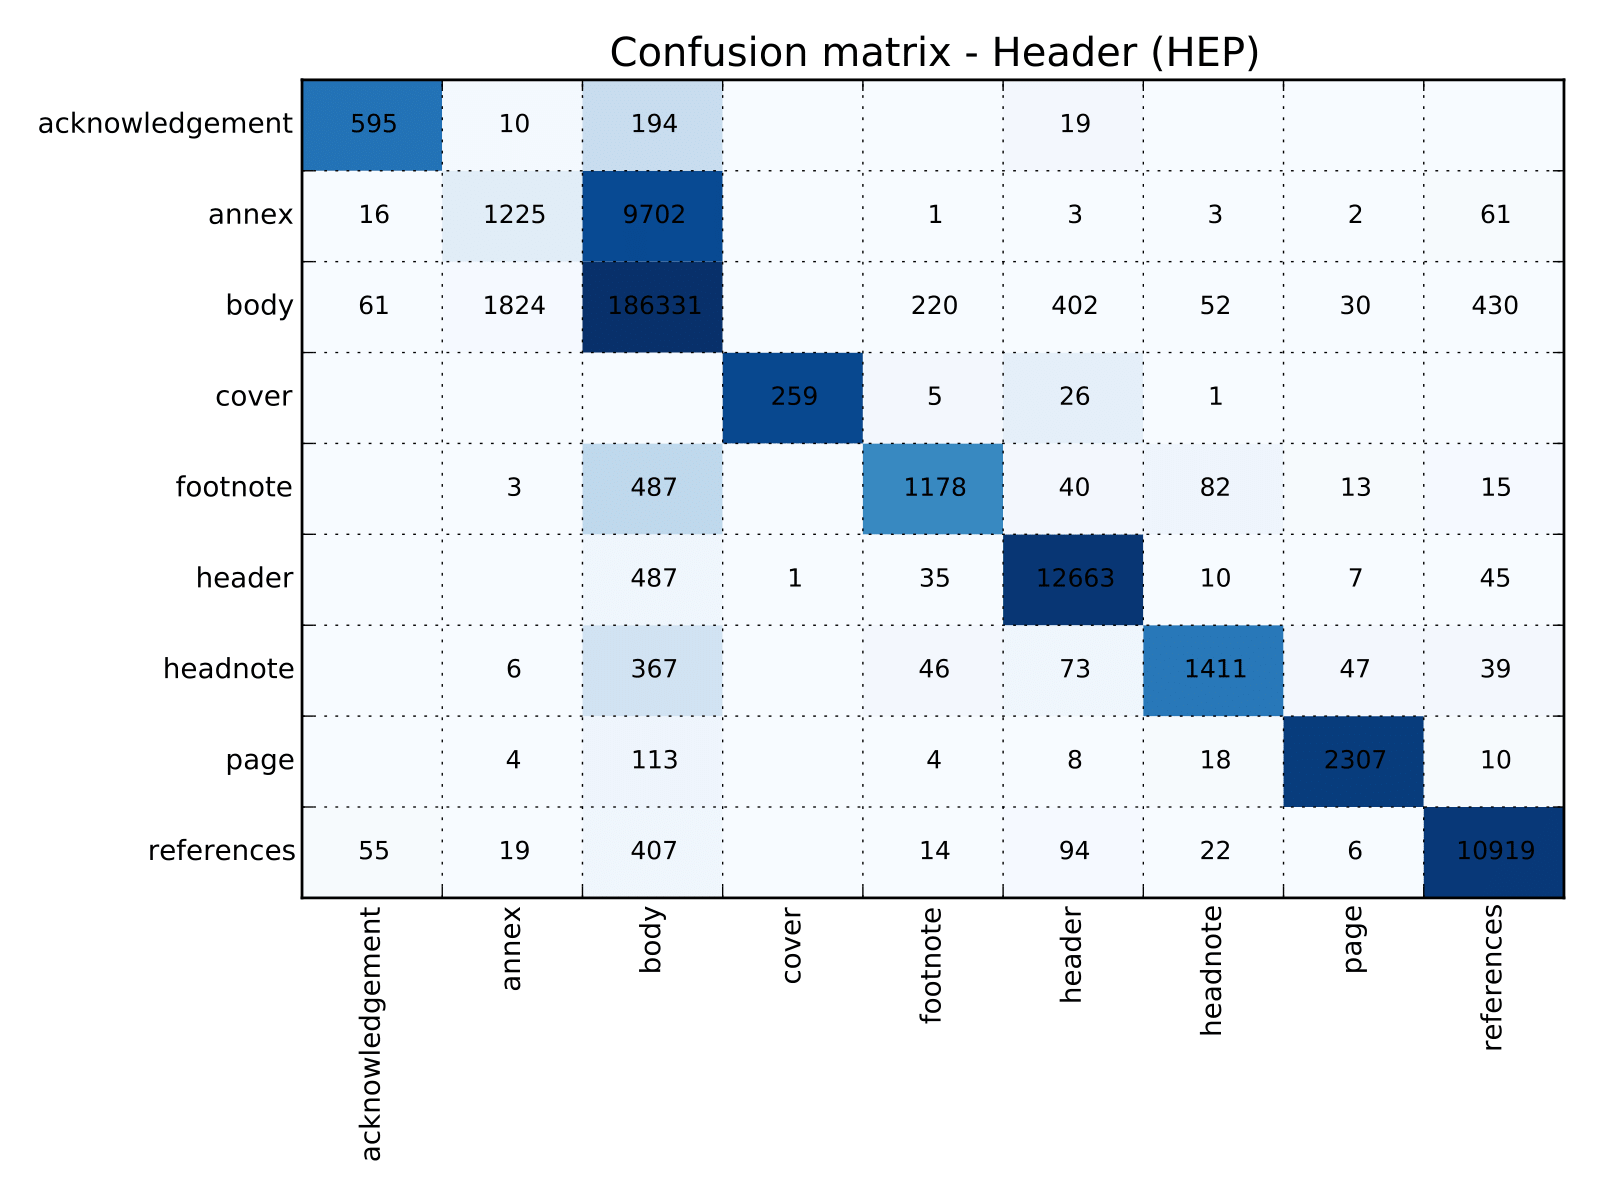 Confusion matrix - Header (HEP)
acknowledgement 595 10 194 19
annex 16 1225 9702 1 3 3 2 61
body 61 1824 186331 220 402 52 30 430
cover 259 5 26 1
footnote 3 487 1178 40 82 13 15
header 487 1 35 12663 10 7 45
headnote 6 367 46 73 1411 47 39
page 4 113 4 8 18 2307 10
references 55 19 407 14 94 22 6 10919
acknowledgement
annex
body
cover
footnote
header
headnote
page
references